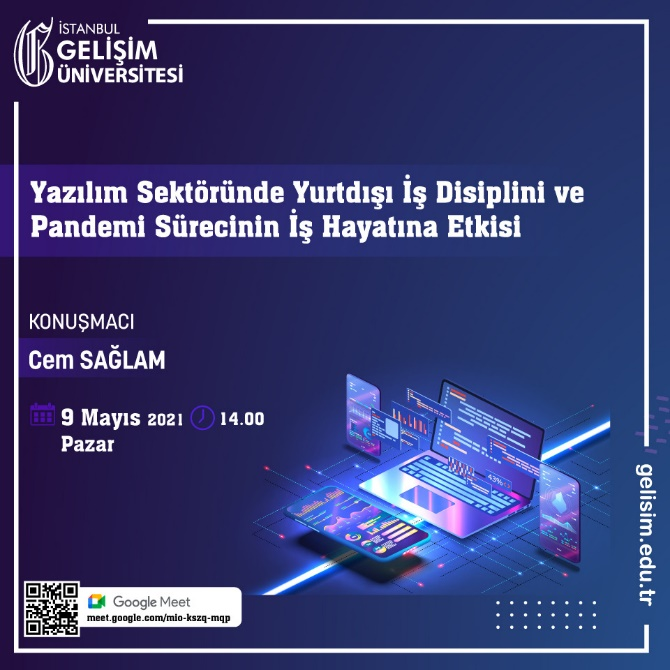 İSTANBUL
GELİŞİM
ÜNİVERSİTESİ
Yazılım Sektöründe Yurtdışı İş Disiplini ve
Pandemi Sürecinin İş Hayatına Etkisi
KONUŞMACI
Cem SAĞLAM
9 Mayıs 2021 14.00
Pazar
43%
gelisim.edu.tr
Google Meet
meet.google.com/mio-kszq-mqp